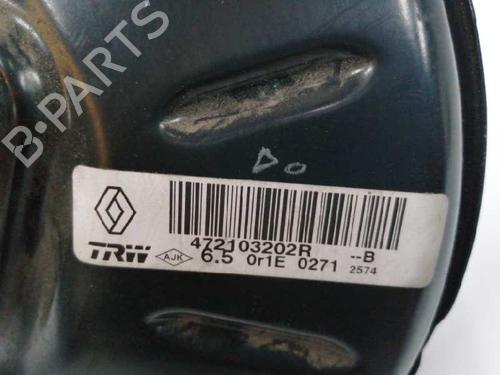 B·PARTS
Do
472103202R --B
TRW AJK 6.5 0r1E 0271 2574